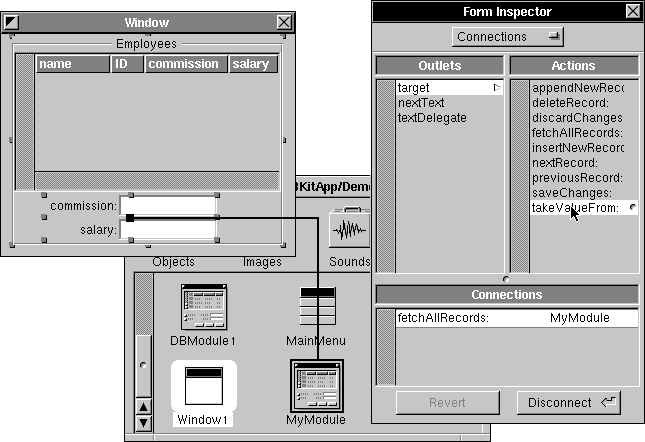 Window
Employees
name ID commission salary
commission:
salary:
BKitApp/Demo
Objects Images Sounds
DBModule1 MainMenu
Window1 MyModule
Form Inspector
Connections
Outlets Actions
target
nextText
textDelegate
appendNewReco
deleteRecord:
discardChanges
fetchAllRecords:
insertNewRecord
nextRecord:
previousRecord:
saveChanges:
takeValueFrom:
Connections
fetchAllRecords: MyModule
Revert Disconnect